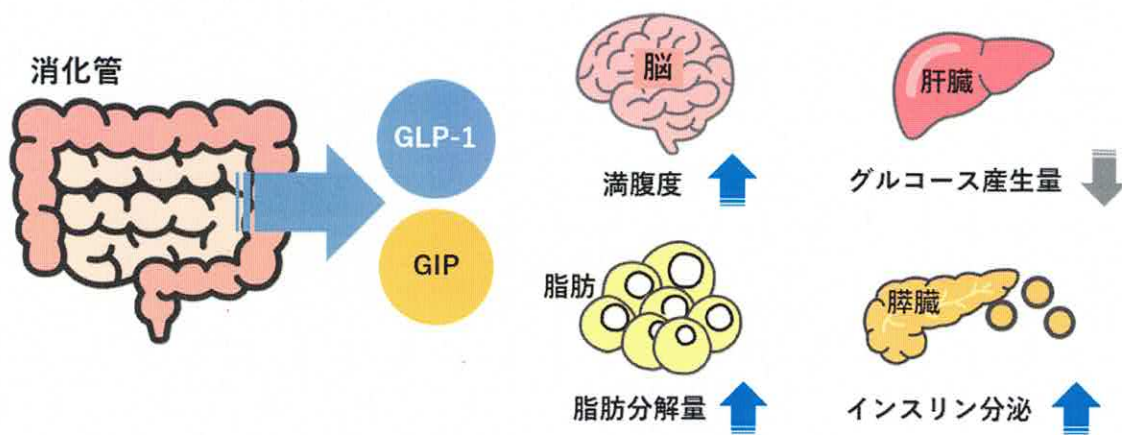 消化管
GLP-1
GIP
脳
満腹度
肝臓
グルコース産生量
脂肪
脂肪分解量
膵臓
インスリン分泌